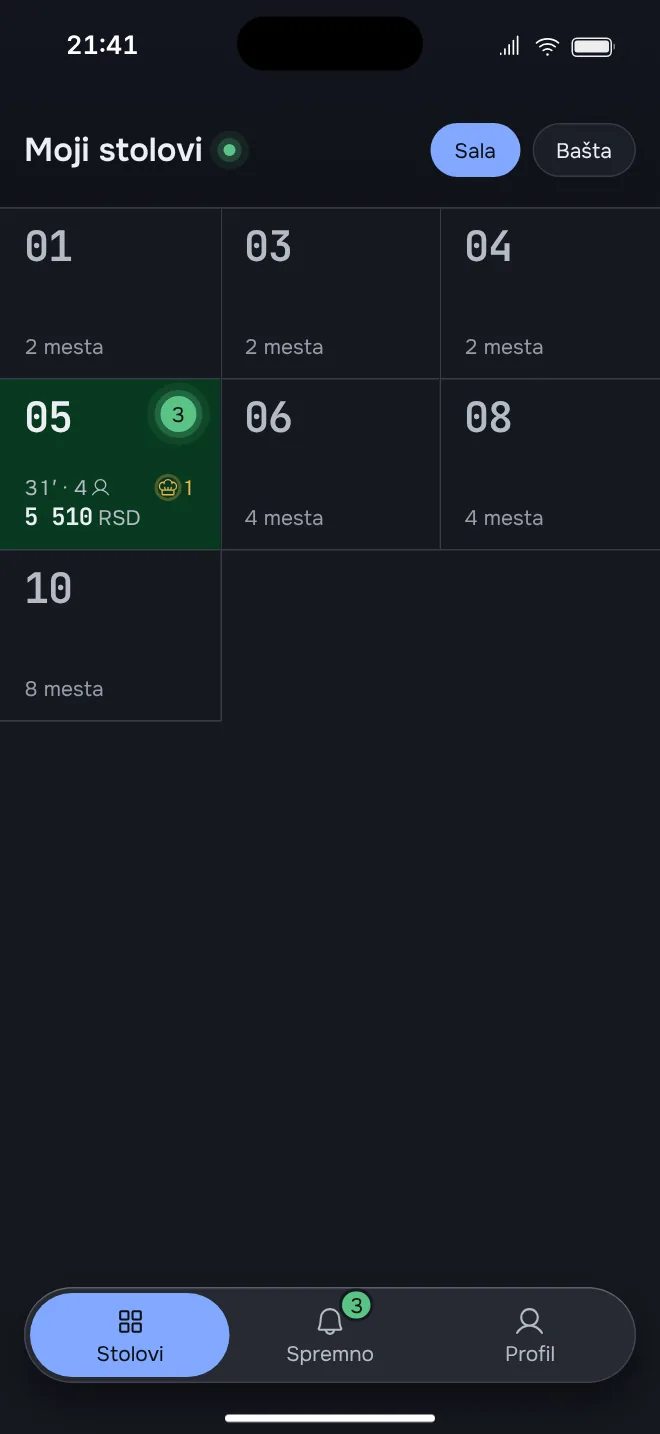 21:41
Moji stolovi
Sala
Bašta
01
03
04
2 mesta
2 mesta
2 mesta
05
3
06
08
31′ · 4
1
5 510 RSD
4 mesta
4 mesta
10
8 mesta
3
Stolovi
Spremno
Profil